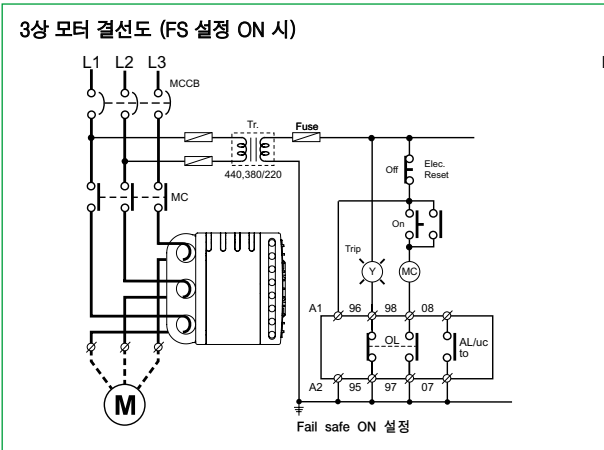 3상 모터 결선도 (FS 설정 ON 시)
L1 L2 L3
MCCB
Tr.
Fuse
440,380/220
Off
Elec.
Reset
MC
On
Trip
Y
MC
A1 96 98 08
OL
AL/uc
to
A2 95 97 07
M
Fail safe ON 설정